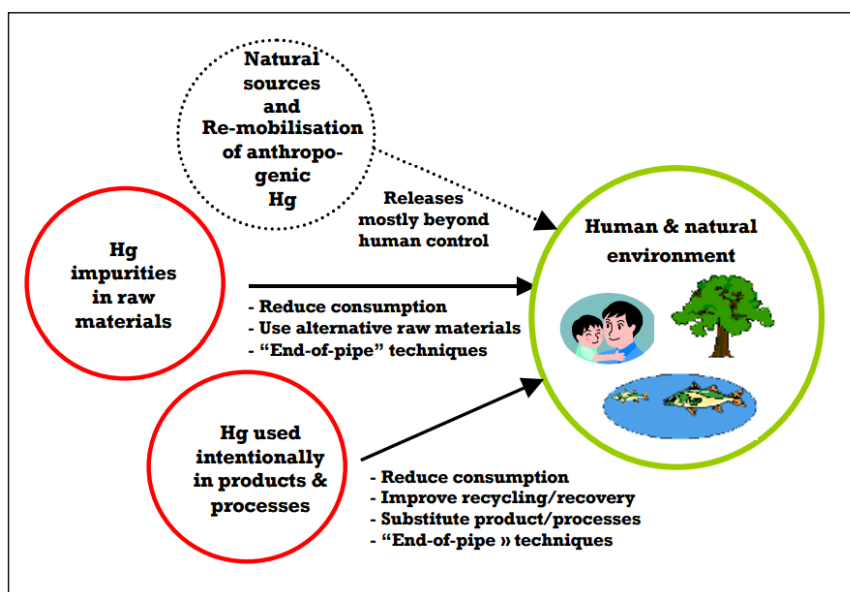 Natural
sources
and
Re-mobilisation
of anthropo-
genic
Hg
Releases
mostly beyond
human control
Human & natural
environment
Hg
impurities
in raw
materials
- Reduce consumption
- Use alternative raw materials
- “End-of-pipe” techniques
Hg used
intentionally
in products &
processes
- Reduce consumption
- Improve recycling/recovery
- Substitute product/processes
- “End-of-pipe » techniques